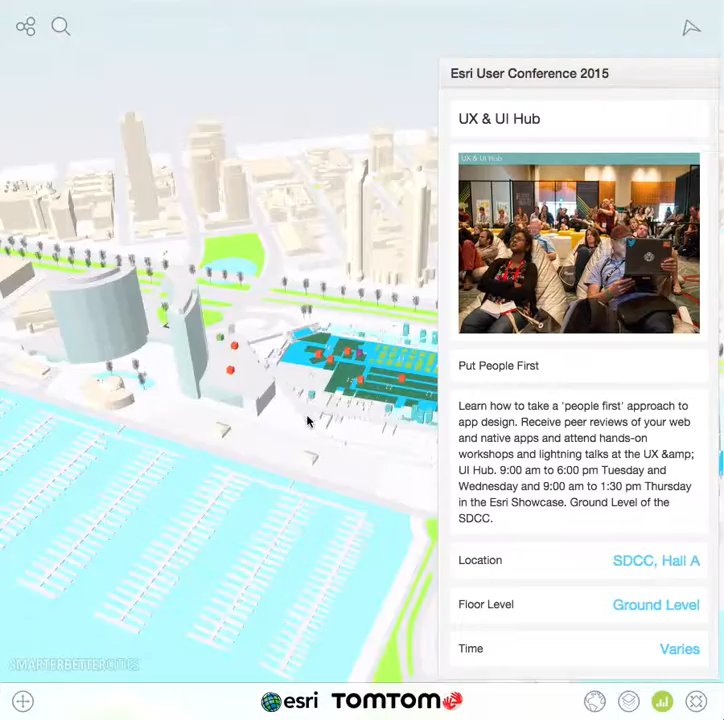 Esri User Conference 2015
UX & UI Hub
UX & UI Hub
Put People First
Learn how to take a 'people first' approach to
app design. Receive peer reviews of your web
and native apps and attend hands-on
workshops and lightning talks at the UX &amp;
UI Hub. 9:00 am to 6:00 pm Tuesday and
Wednesday and 9:00 am to 1:30 pm Thursday
in the Esri Showcase. Ground Level of the
SDCC.
Location SDCC, Hall A
Floor Level Ground Level
Time Varies
SMARTERBETTERCITIES
esri TOMTOM